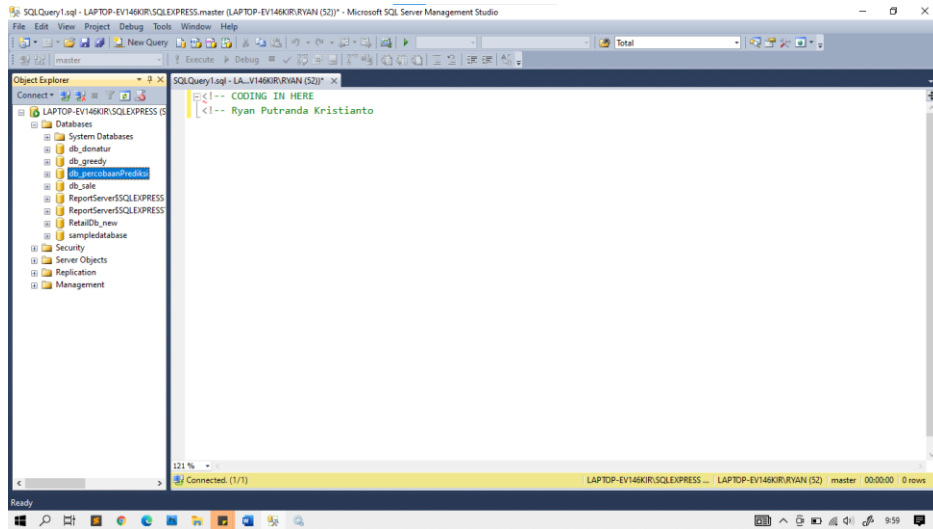 SQLQuery1.sql - LAPTOP-EV146KIR\SQLEXPRESS.master (LAPTOP-EV146KIR\RYAN (52))* - Microsoft SQL Server Management Studio
File Edit View Project Debug Tools Window Help
New Query Total
master Execute Debug
Object Explorer
SQLQuery1.sql - LA...V146KIR\RYAN (52))*
Connect
<!-- CODING IN HERE
<!-- Ryan Putranda Kristianto
LAPTOP-EV146KIR\SQLEXPRESS (S
Databases
System Databases
db_donatur
db_greedy
db_percobaanPrediksi
db_sale
ReportServer$SQLEXPRESS
ReportServer$SQLEXPRESS
RetailDb_new
sampledatabase
Security
Server Objects
Replication
Management
121 %
Connected. (1/1) LAPTOP-EV146KIR\SQLEXPRESS ... LAPTOP-EV146KIR\RYAN (52) master 00:00:00 0 rows
Ready
9:59